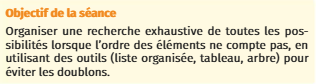 Objectif de la séance
Organiser une recherche exhaustive de toutes les pos-
sibilités lorsque l'ordre des éléments ne compte pas, en
utilisant des outils (liste organisée, tableau, arbre) pour
éviter les doublons.